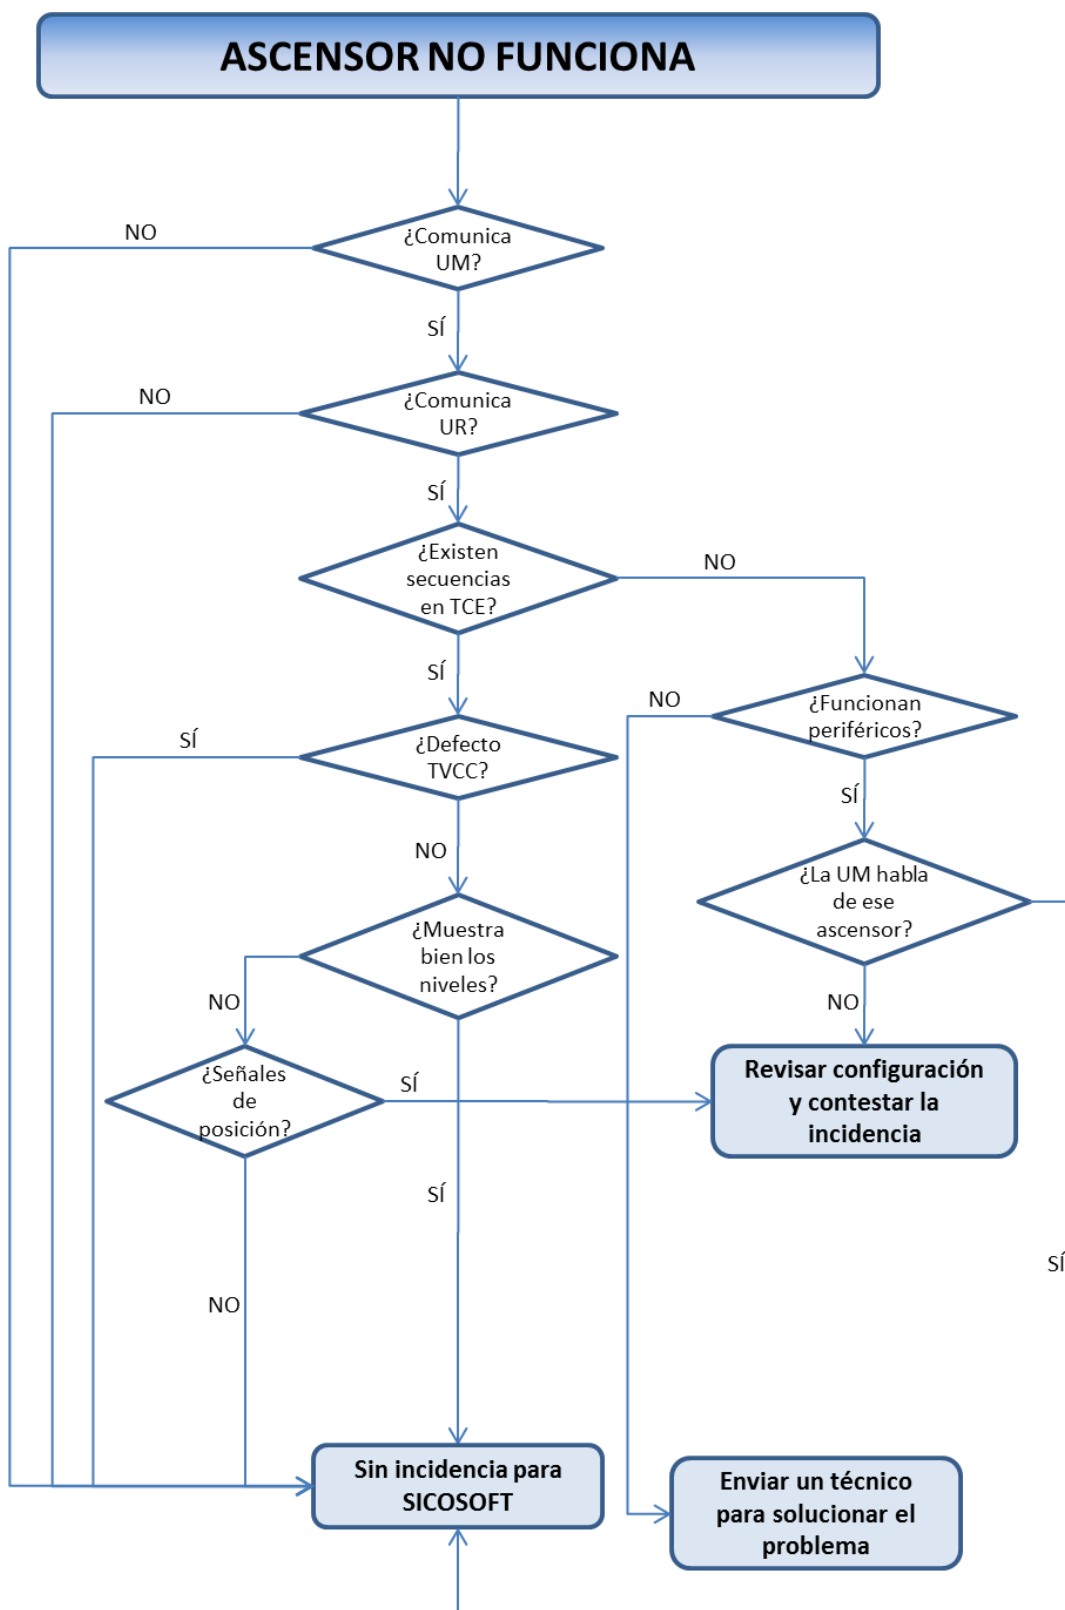 ASCENSOR NO FUNCIONA
NO
¿Comunica
UM?
SÍ
NO
¿Comunica
UR?
SÍ
¿Existen
secuencias
en TCE?
NO
SÍ
NO
¿Funcionan
periféricos?
SÍ
¿Defecto
TVCC?
SÍ
NO
¿La UM habla
de ese
ascensor?
¿Muestra
bien los
niveles?
NO
NO
Revisar configuración
y contestar la
incidencia
¿Señales
de
posición?
SÍ
SÍ
SÍ
NO
Sin incidencia para
SICOSOFT
Enviar un técnico
para solucionar el
problema